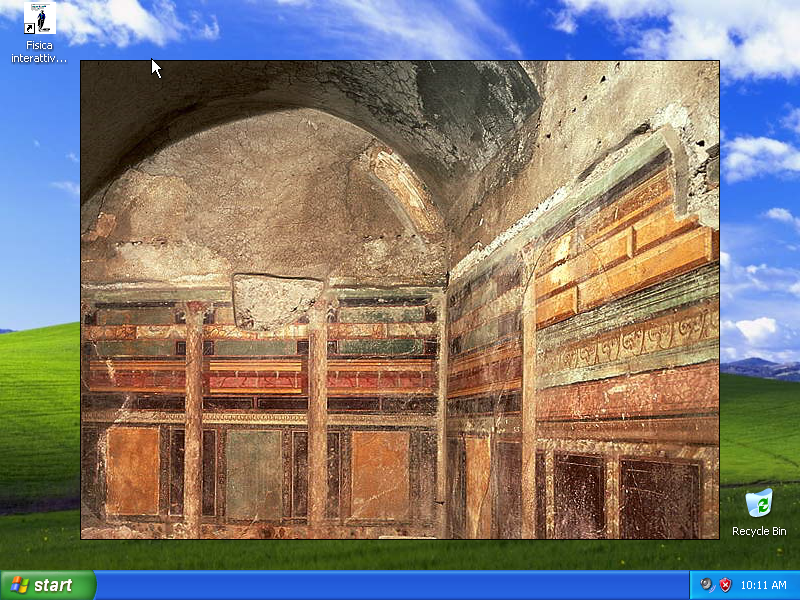 Fisica
interattiv...
Recycle Bin
start
10:11 AM